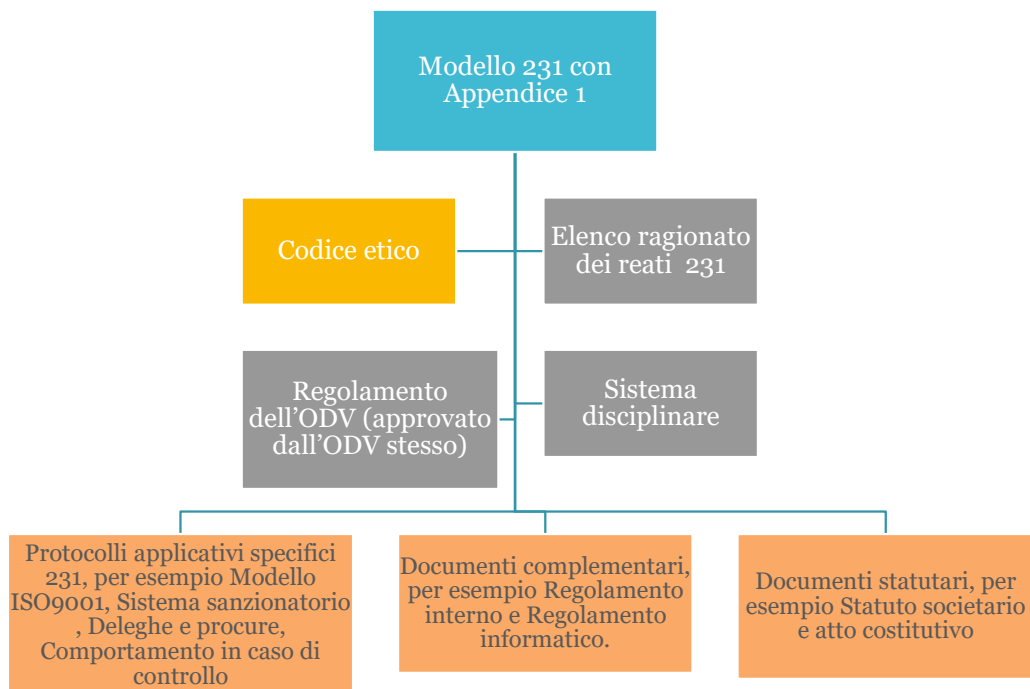 Modello 231 con
Appendice 1
Codice etico
Elenco ragionato
dei reati  231
Regolamento
dell’ODV (approvato
dall’ODV stesso)
Sistema
disciplinare
Protocolli applicativi specifici
231, per esempio Modello
ISO9001, Sistema sanzionatorio
, Deleghe e procure,
Comportamento in caso di
controllo
Documenti complementari,
per esempio Regolamento
interno e Regolamento
informatico.
Documenti statutari, per
esempio Statuto societario
e atto costitutivo